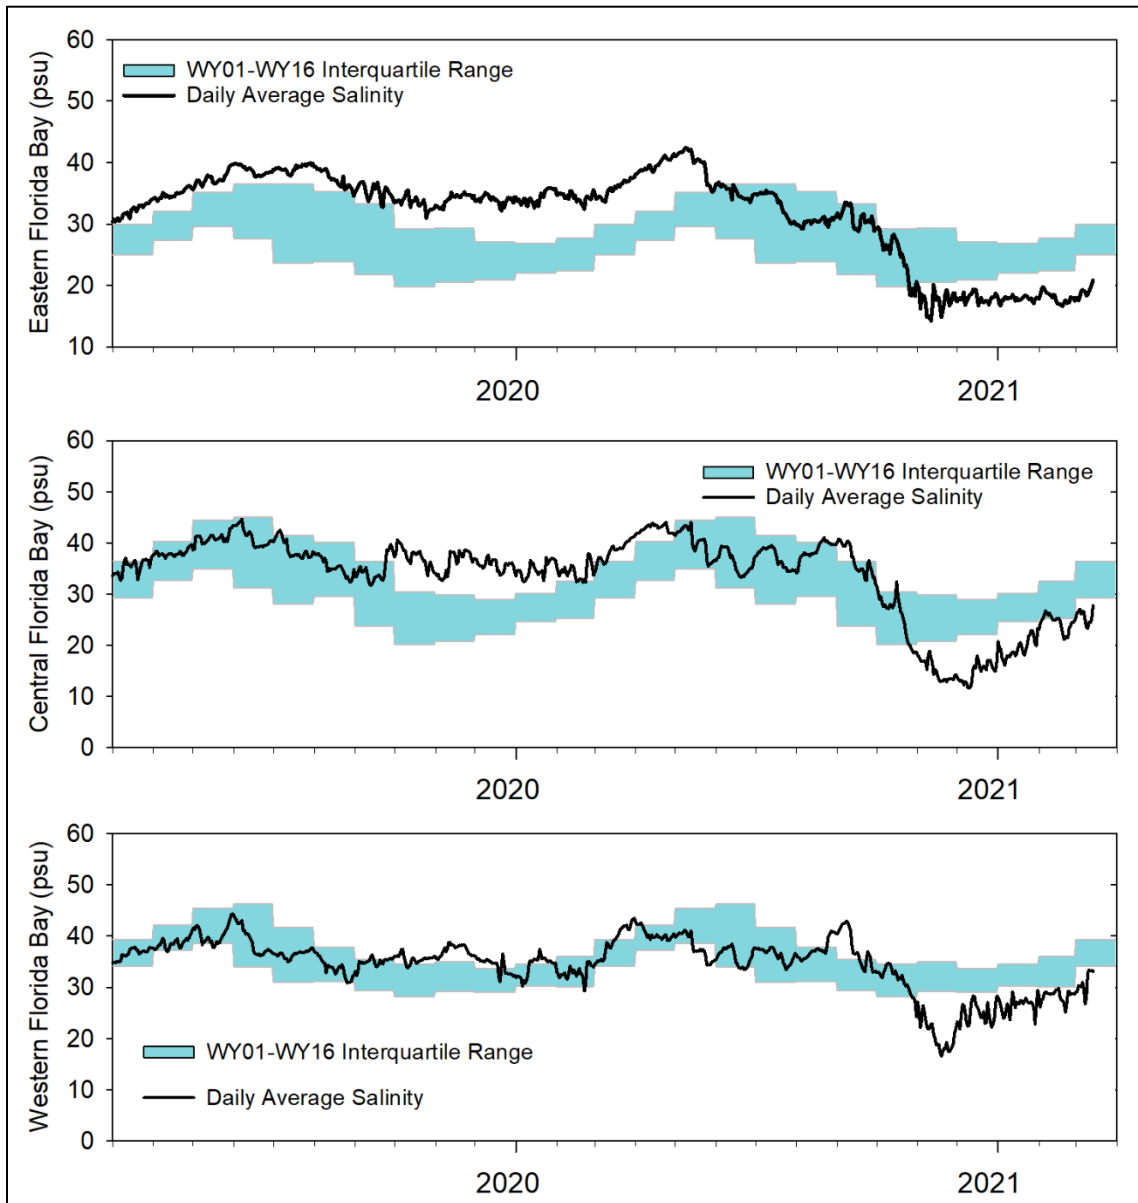 60
WY01-WY16 Interquartile Range
50
Daily Average Salinity
40
30
20
10
Eastern Florida Bay (psu)
2020 2021
60
WY01-WY16 Interquartile Range
50
Daily Average Salinity
40
30
20
10
0
Central Florida Bay (psu)
2020 2021
60
50
40
30
20
WY01-WY16 Interquartile Range
10
Daily Average Salinity
0
Western Florida Bay (psu)
2020 2021